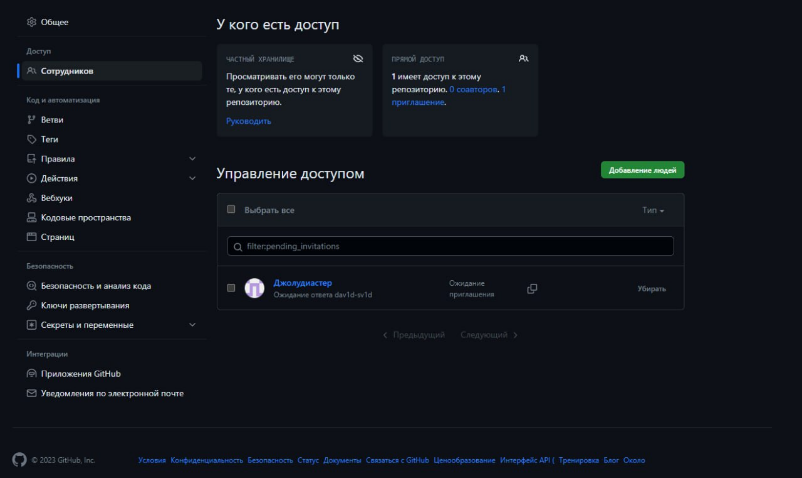 Общее
Доступ
Сотрудников
Код и автоматизация
Ветви
Теги
Правила
Действия
Вебхуки
Кодовые пространства
Страниц
Безопасность
Безопасность и анализ кода
Ключи развертывания
Секреты и переменные
Интеграции
Приложения GitHub
Уведомления по электронной почте
У кого есть доступ
ЧАСТНЫЙ ХРАНИЛИЩЕ
Просматривать его могут только
те, у кого есть доступ к этому
репозиторию.
Руководить
ПРЯМОЙ ДОСТУП
1 имеет доступ к этому
репозиторию. 0 соавторов. 1
приглашение.
Управление доступом
Добавление людей
Выбрать все
Тип
filter:pending_invitations
Джолудиастер
Ожидание ответа dav1d-sv1d
Ожидание
приглашения
Убирать
Предыдущий Следующий
© 2023 GitHub, Inc.
Условия Конфиденциальность Безопасность Статус Документы Связаться с GitHub Ценообразование Интерфейс API ( Тренировка Блог Около